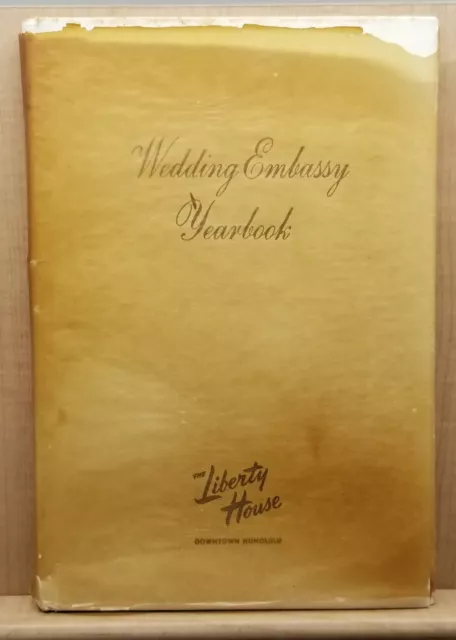 Wedding Embassy
Yearbook
THE
Liberty
House
DOWNTOWN HONOLULU